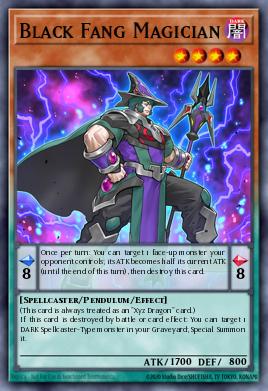 Black Fang Magician
DARK
闇
Once per turn: You can target 1
face-up monster your
opponent controls; its ATK becomes half its current ATK
(until the end of this turn), then destroy this card.
8
8
[SPELLCASTER/PENDULUM/EFFECT]
(This card is always treated as an "Xyz Dragon" card.)
If this card is destroyed by battle or card effect: You can target 1
DARK Spellcaster-Type monster in your Graveyard; Special Summon
it.
ATK/1700 DEF/ 800